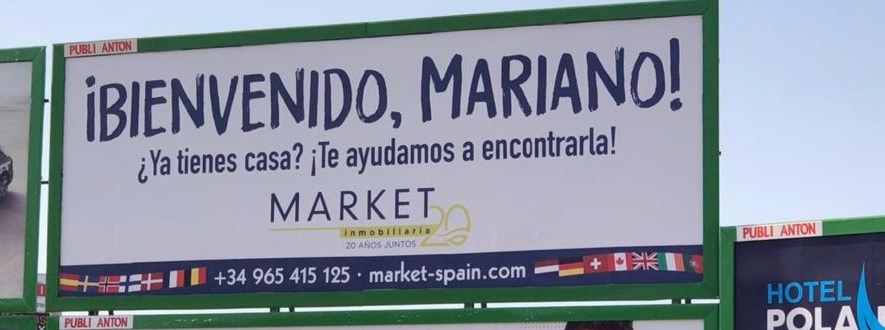 PUBLI ANTON
¡BIENVENIDO, MARIANO!
¿Ya tienes casa? ¡Te ayudamos a encontrarla!
MARKET
20
inmobiliaria
20 AÑOS JUNTOS
+34 965 415 125 · market-spain.com
PUBLI ANTON
PUBLI ANTON
HOTEL